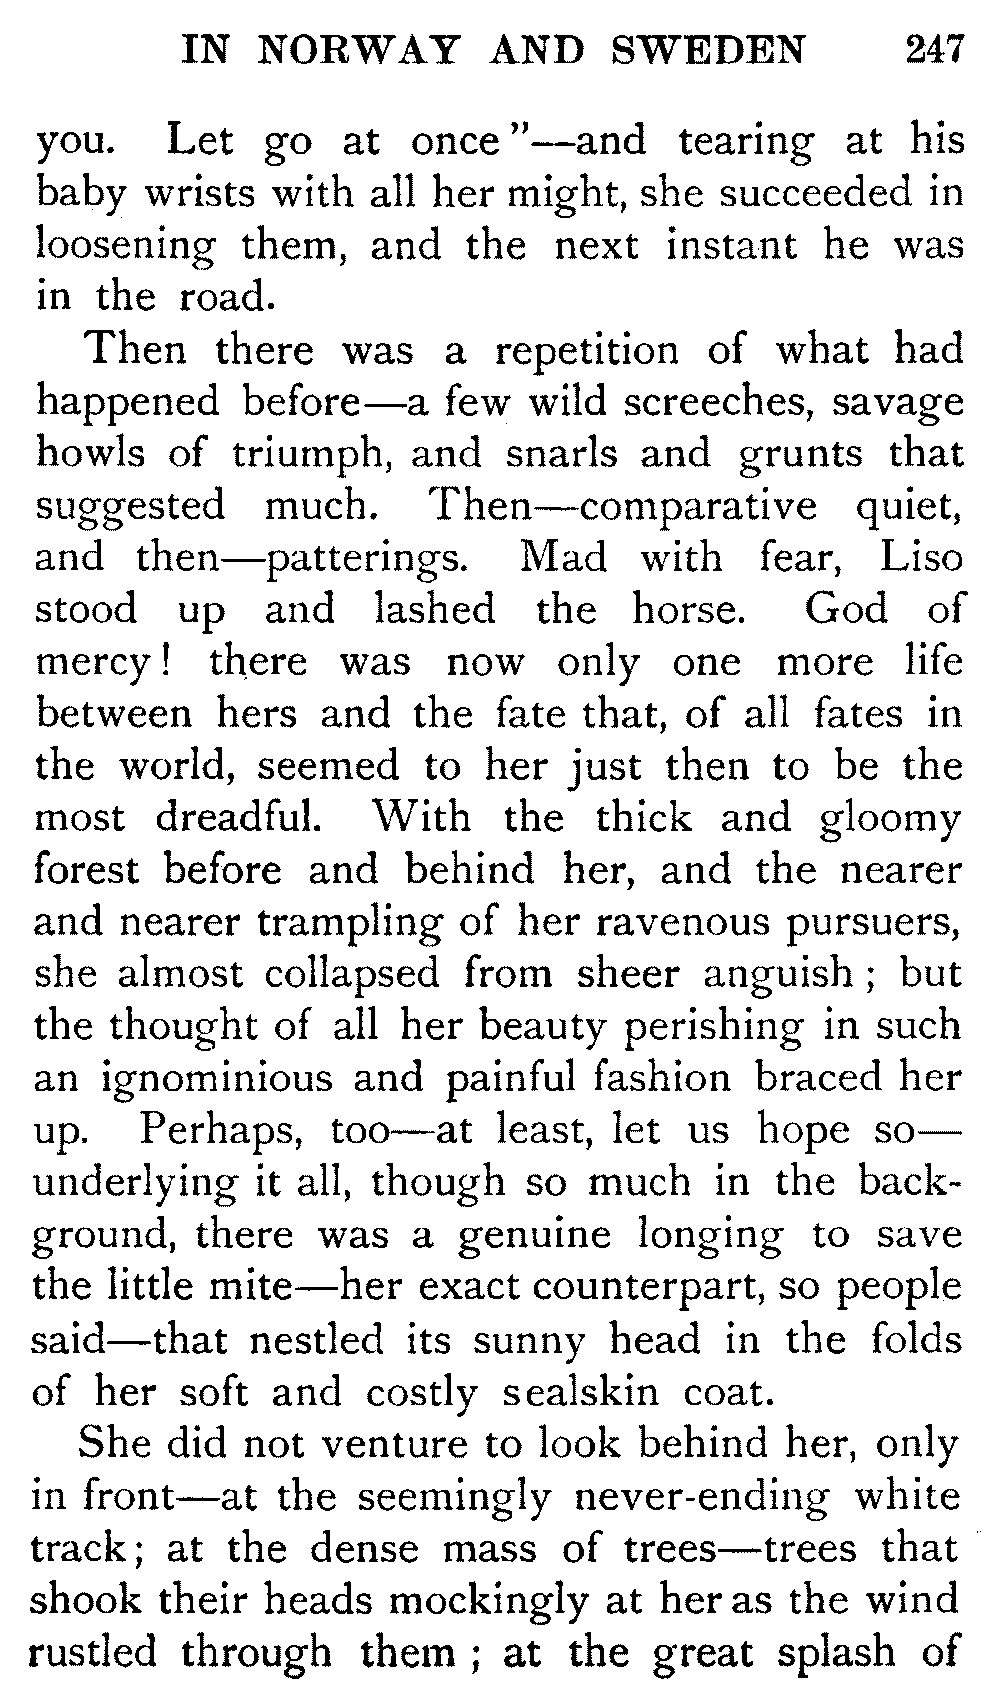 IN NORWAY AND SWEDEN 247
you. Let go at once”—and tearing at his
baby wrists with all her might, she succeeded in
loosening them, and the next instant he was
in the road.
Then there was a repetition of what had
happened before—a few wild screeches, savage
howls of triumph, and snarls and grunts that
suggested much. Then—comparative quiet,
and then—patterings. Mad with fear, Liso
stood up and lashed the horse. God of
mercy! there was now only one more life
between hers and the fate that, of all fates in
the world, seemed to her just then to be the
most dreadful. With the thick and gloomy
forest before and behind her, and the nearer
and nearer trampling of her ravenous pursuers,
she almost collapsed from sheer anguish; but
the thought of all her beauty perishing in such
an ignominious and painful fashion braced her
up. Perhaps, too—at least, let us hope so—
underlying it all, though so much in the back-
ground, there was a genuine longing to save
the little mite—her exact counterpart, so people
said—that nestled its sunny head in the folds
of her soft and costly sealskin coat.
She did not venture to look behind her, only
in front—at the seemingly never-ending white
track; at the dense mass of trees—trees that
shook their heads mockingly at her as the wind
rustled through them; at the great splash of